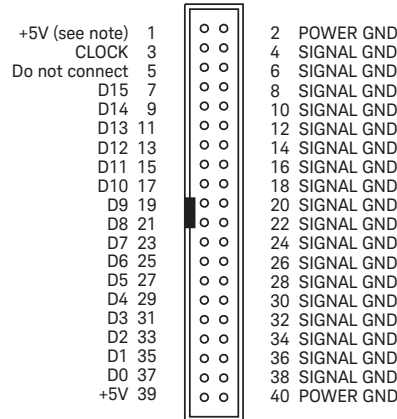 +5V (see note) 1 2 POWER GND
CLOCK 3 4 SIGNAL GND
Do not connect 5 6 SIGNAL GND
D15 7 8 SIGNAL GND
D14 9 10 SIGNAL GND
D13 11 12 SIGNAL GND
D12 13 14 SIGNAL GND
D11 15 16 SIGNAL GND
D10 17 18 SIGNAL GND
D9 19 20 SIGNAL GND
D8 21 22 SIGNAL GND
D7 23 24 SIGNAL GND
D6 25 26 SIGNAL GND
D5 27 28 SIGNAL GND
D4 29 30 SIGNAL GND
D3 31 32 SIGNAL GND
D2 33 34 SIGNAL GND
D1 35 36 SIGNAL GND
D0 37 38 SIGNAL GND
+5V 39 40 POWER GND